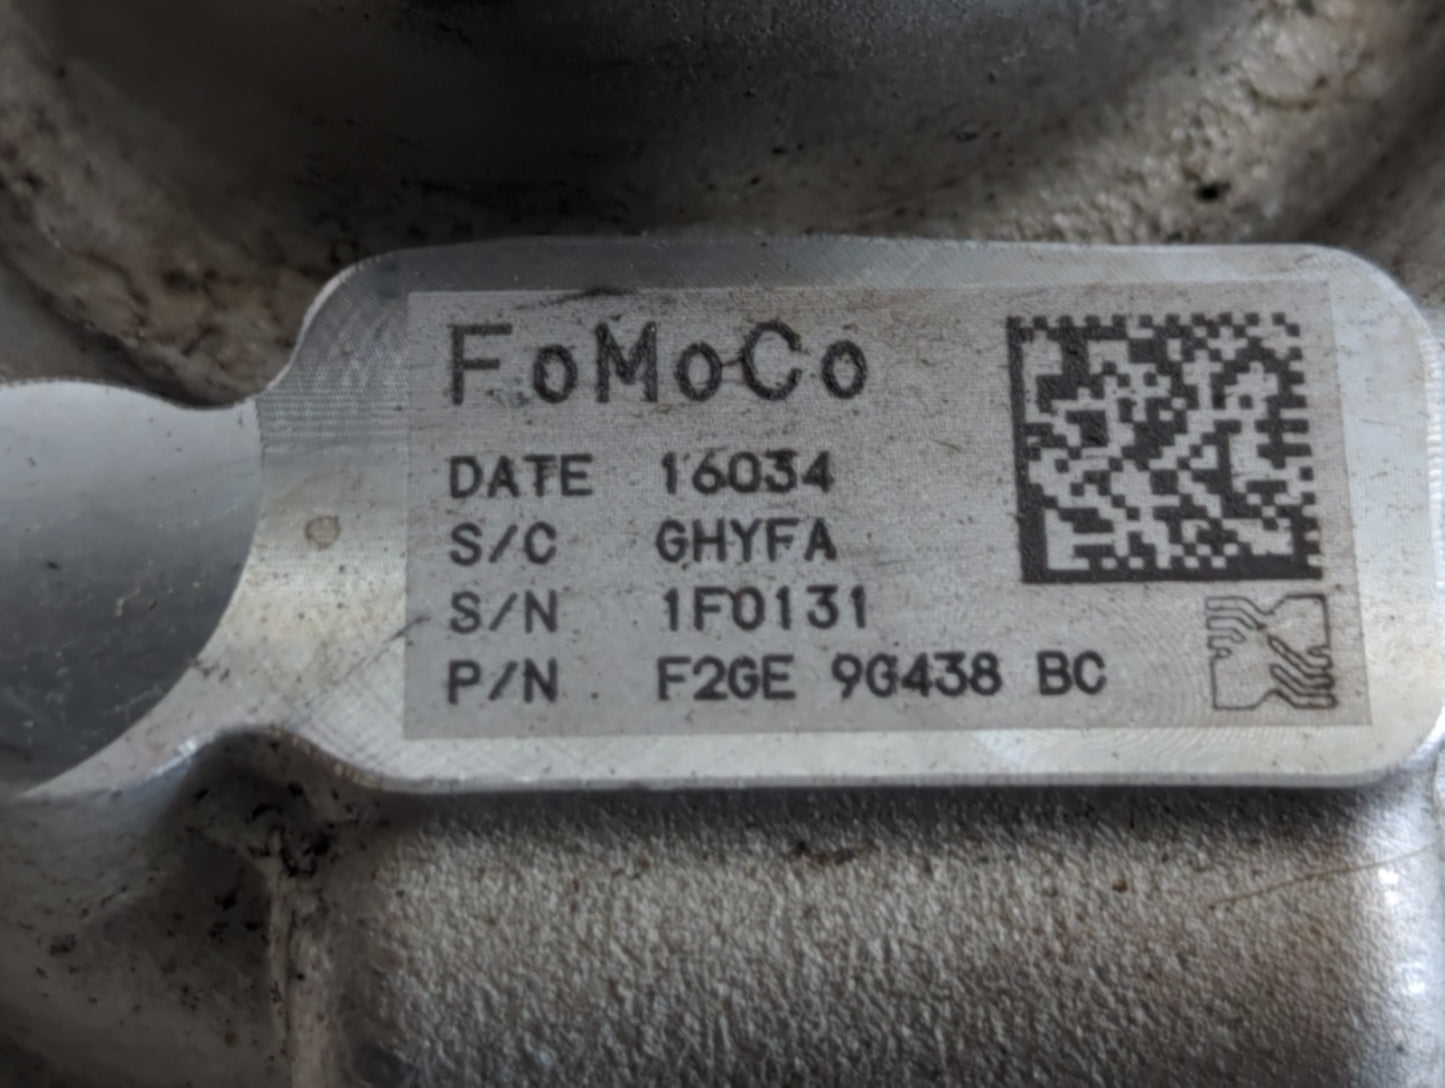 FoMoCo
DATE 16034
S/C GHYFA
S/N 1F0131
P/N F2GE 9G438 BC